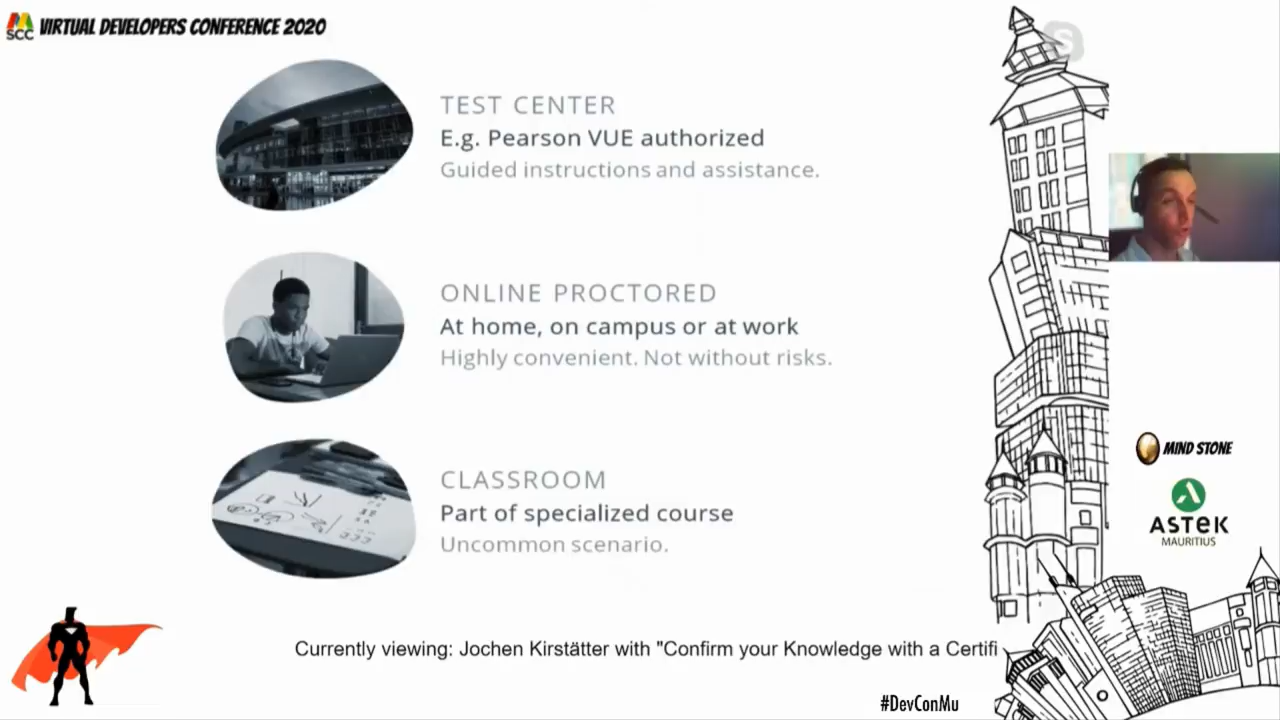 MSCC VIRTUAL DEVELOPERS CONFERENCE 2020
TEST CENTER
E.g. Pearson VUE authorized
Guided instructions and assistance.
ONLINE PROCTORED
At home, on campus or at work
Highly convenient. Not without risks.
CLASSROOM
Part of specialized course
Uncommon scenario.
MIND STONE
ASTEK
MAURITIUS
Currently viewing: Jochen Kirstätter with "Confirm your Knowledge with a Certifi
#DevConMu